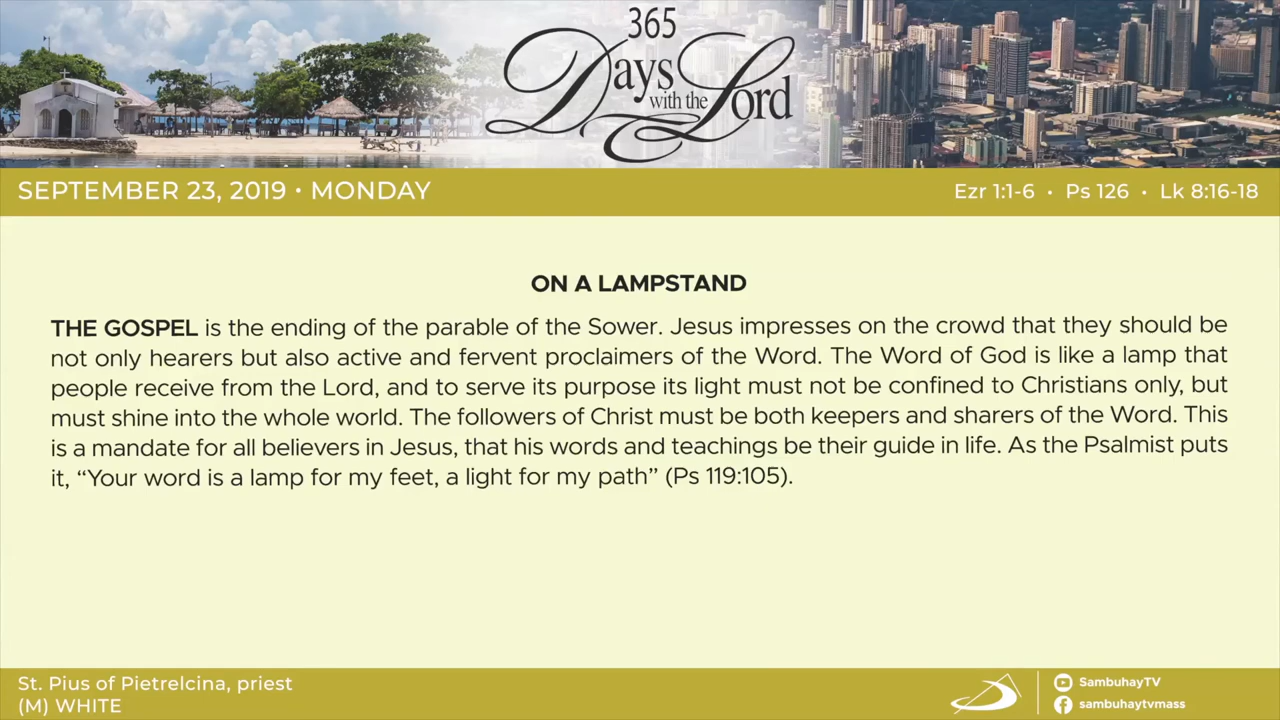 365
Days with the Lord
SEPTEMBER 23, 2019 • MONDAY
Ezr 1:1-6 • Ps 126 • Lk 8:16-18
ON A LAMPSTAND
THE GOSPEL is the ending of the parable of the Sower. Jesus impresses on the crowd that they should be
not only hearers but also active and fervent proclaimers of the Word. The Word of God is like a lamp that
people receive from the Lord, and to serve its purpose its light must not be confined to Christians only, but
must shine into the whole world. The followers of Christ must be both keepers and sharers of the Word. This
is a mandate for all believers in Jesus, that his words and teachings be their guide in life. As the Psalmist puts
it, “Your word is a lamp for my feet, a light for my path” (Ps 119:105).
St. Pius of Pietrelcina, priest
(M) WHITE
SambuhayTV
sambuhaytvmass